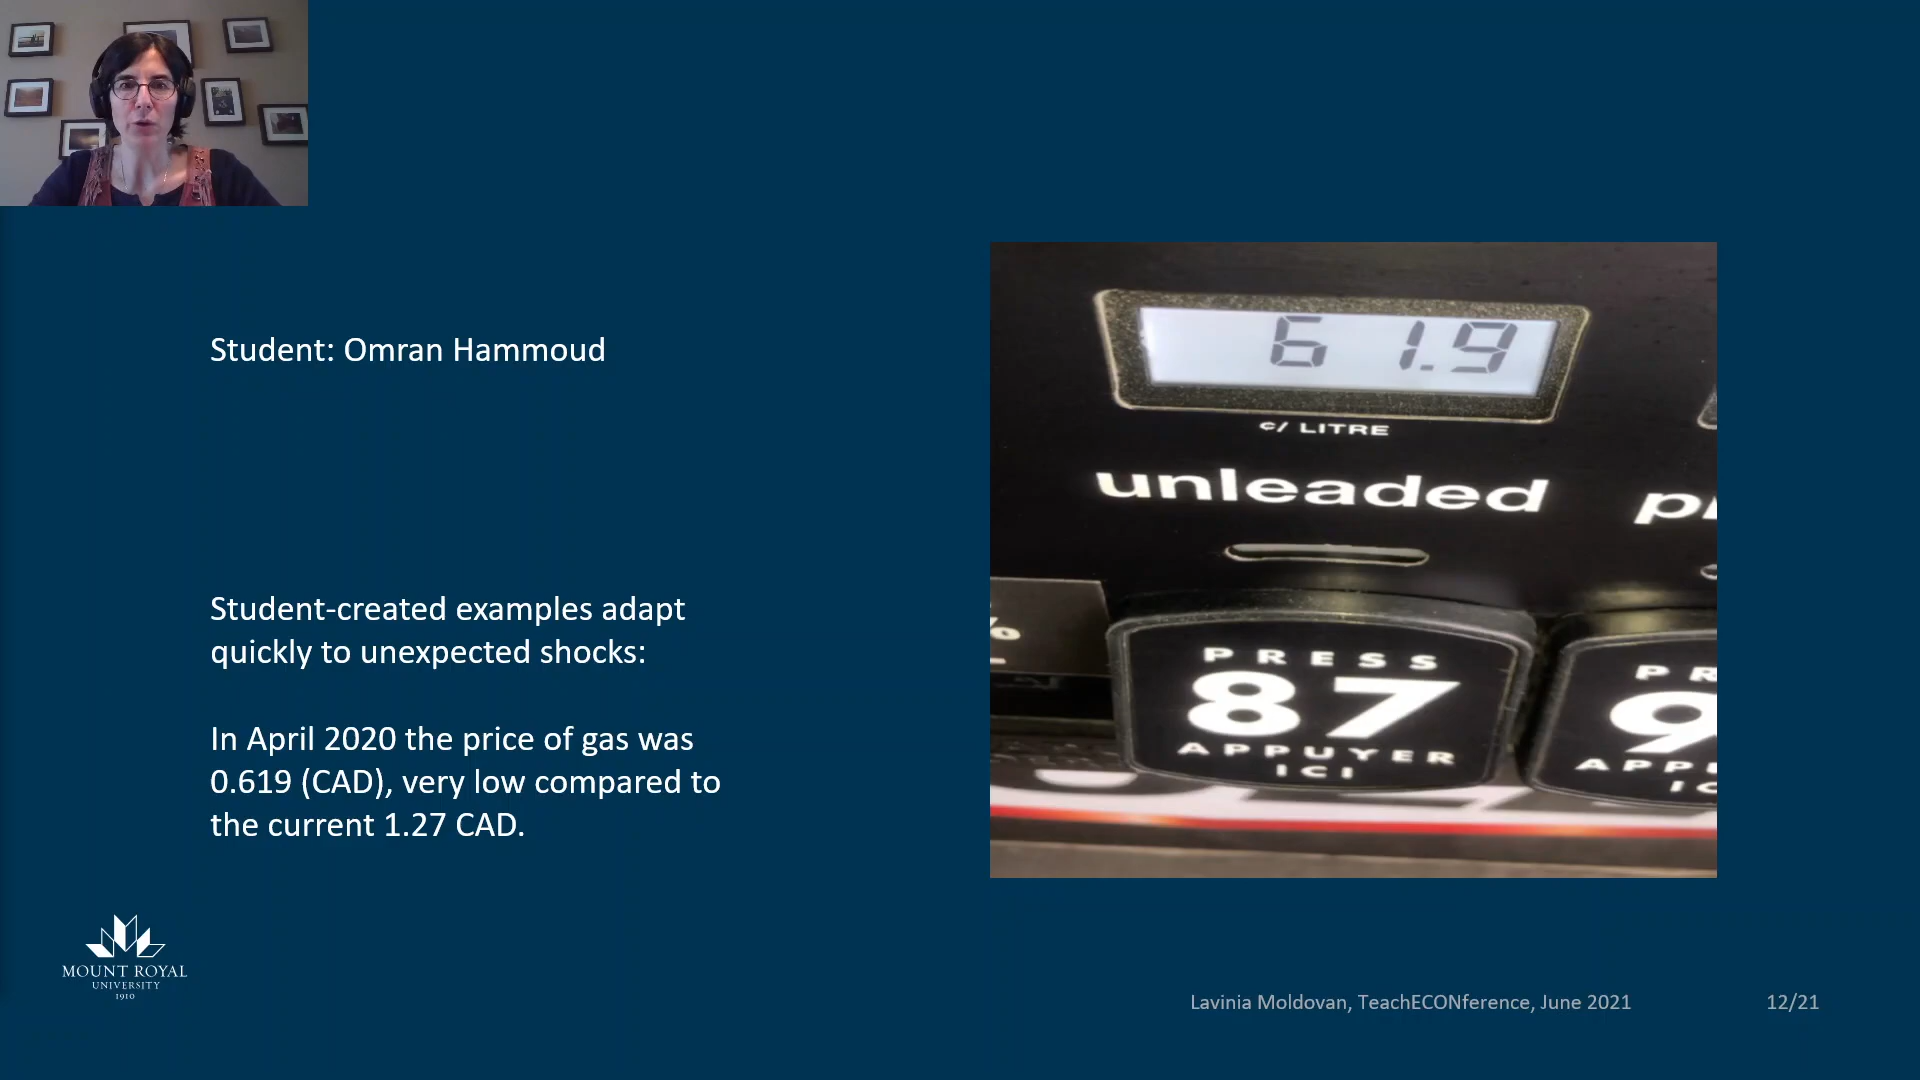 Student: Omran Hammoud
Student-created examples adapt
quickly to unexpected shocks:
In April 2020 the price of gas was
0.619 (CAD), very low compared to
the current 1.27 CAD.
61.9
c/ LITRE
unleaded
PRESS
87
APPUYER
ICI
MOUNT ROYAL
UNIVERSITY
1910
Lavinia Moldovan, TeachECONference, June 2021
12/21